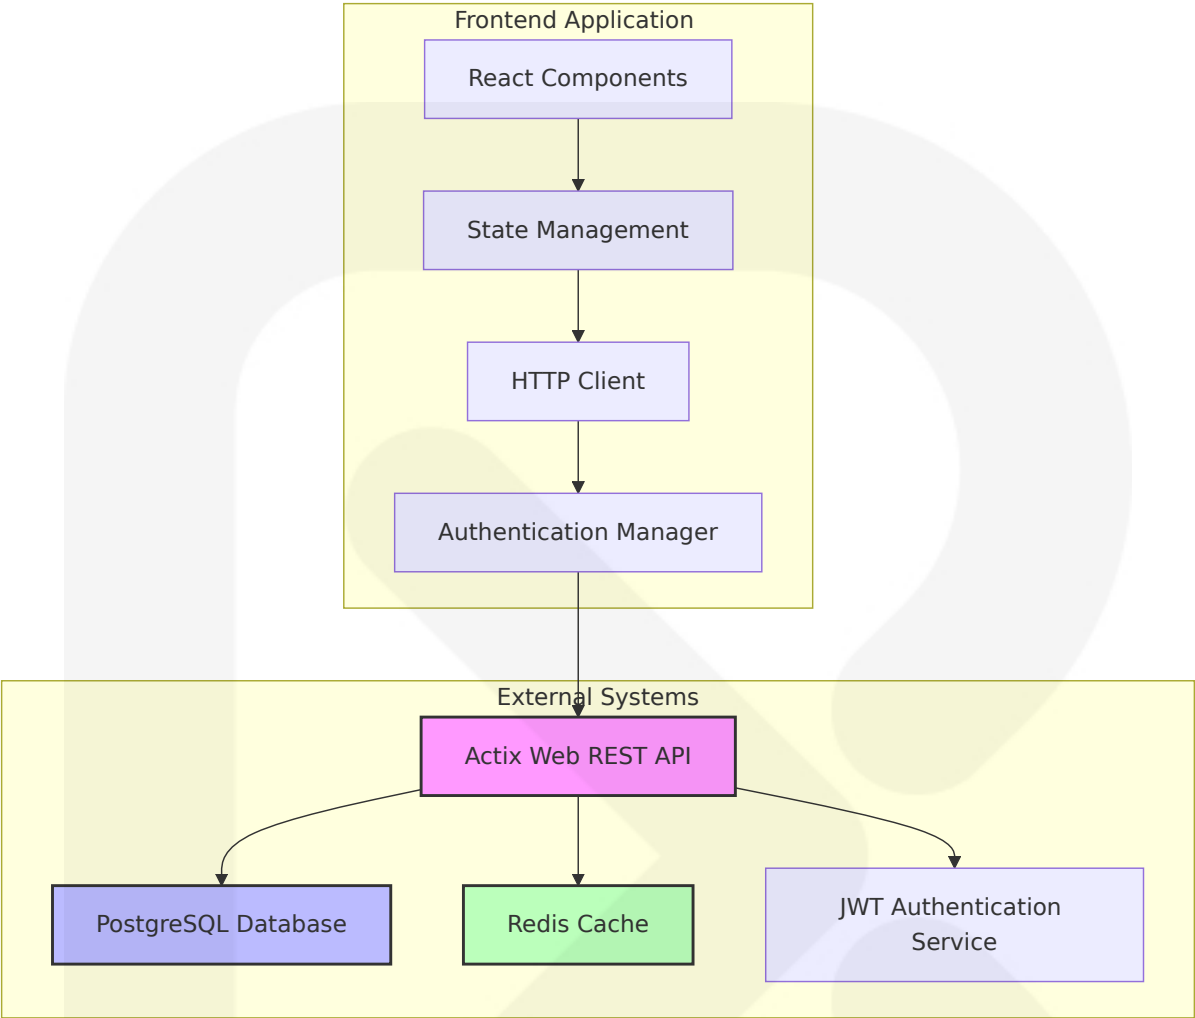 Frontend Application
React Components
State Management
HTTP Client
Authentication Manager
External Systems
Actix Web REST API
PostgreSQL Database
Redis Cache
JWT Authentication
Service